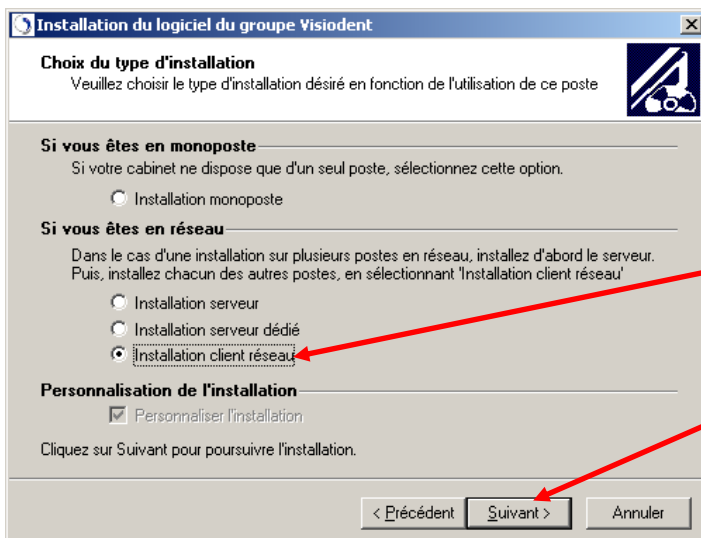 Installation du logiciel du groupe Visiodent
Choix du type d'installation
Veuillez choisir le type d'installation désiré en fonction de l'utilisation de ce poste
Si vous êtes en monoposte
Si votre cabinet ne dispose que d'un seul poste, sélectionnez cette option.
Installation monoposte
Si vous êtes en réseau
Dans le cas d'une installation sur plusieurs postes en réseau, installez d'abord le serveur.
Puis, installez chacun des autres postes, en sélectionnant 'Installation client réseau'
Installation serveur
Installation serveur dédié
Installation client réseau
Personnalisation de l'installation
Personnaliser l'installation
Cliquez sur Suivant pour poursuivre l'installation.
< Précédent Suivant > Annuler